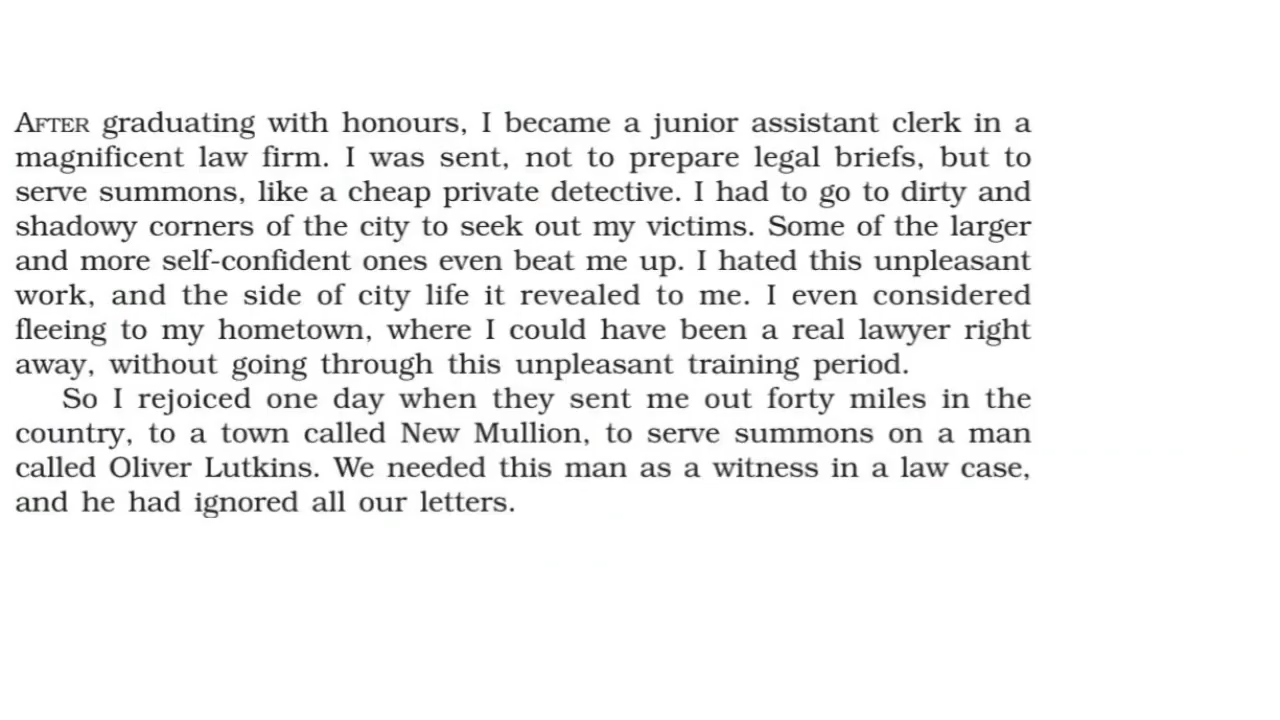 AFTER graduating with honours, I became a junior assistant clerk in a
magnificent law firm. I was sent, not to prepare legal briefs, but to
serve summons, like a cheap private detective. I had to go to dirty and
shadowy corners of the city to seek out my victims. Some of the larger
and more self-confident ones even beat me up. I hated this unpleasant
work, and the side of city life it revealed to me. I even considered
fleeing to my hometown, where I could have been a real lawyer right
away, without going through this unpleasant training period.
So I rejoiced one day when they sent me out forty miles in the
country, to a town called New Mullion, to serve summons on a man
called Oliver Lutkins. We needed this man as a witness in a law case,
and he had ignored all our letters.